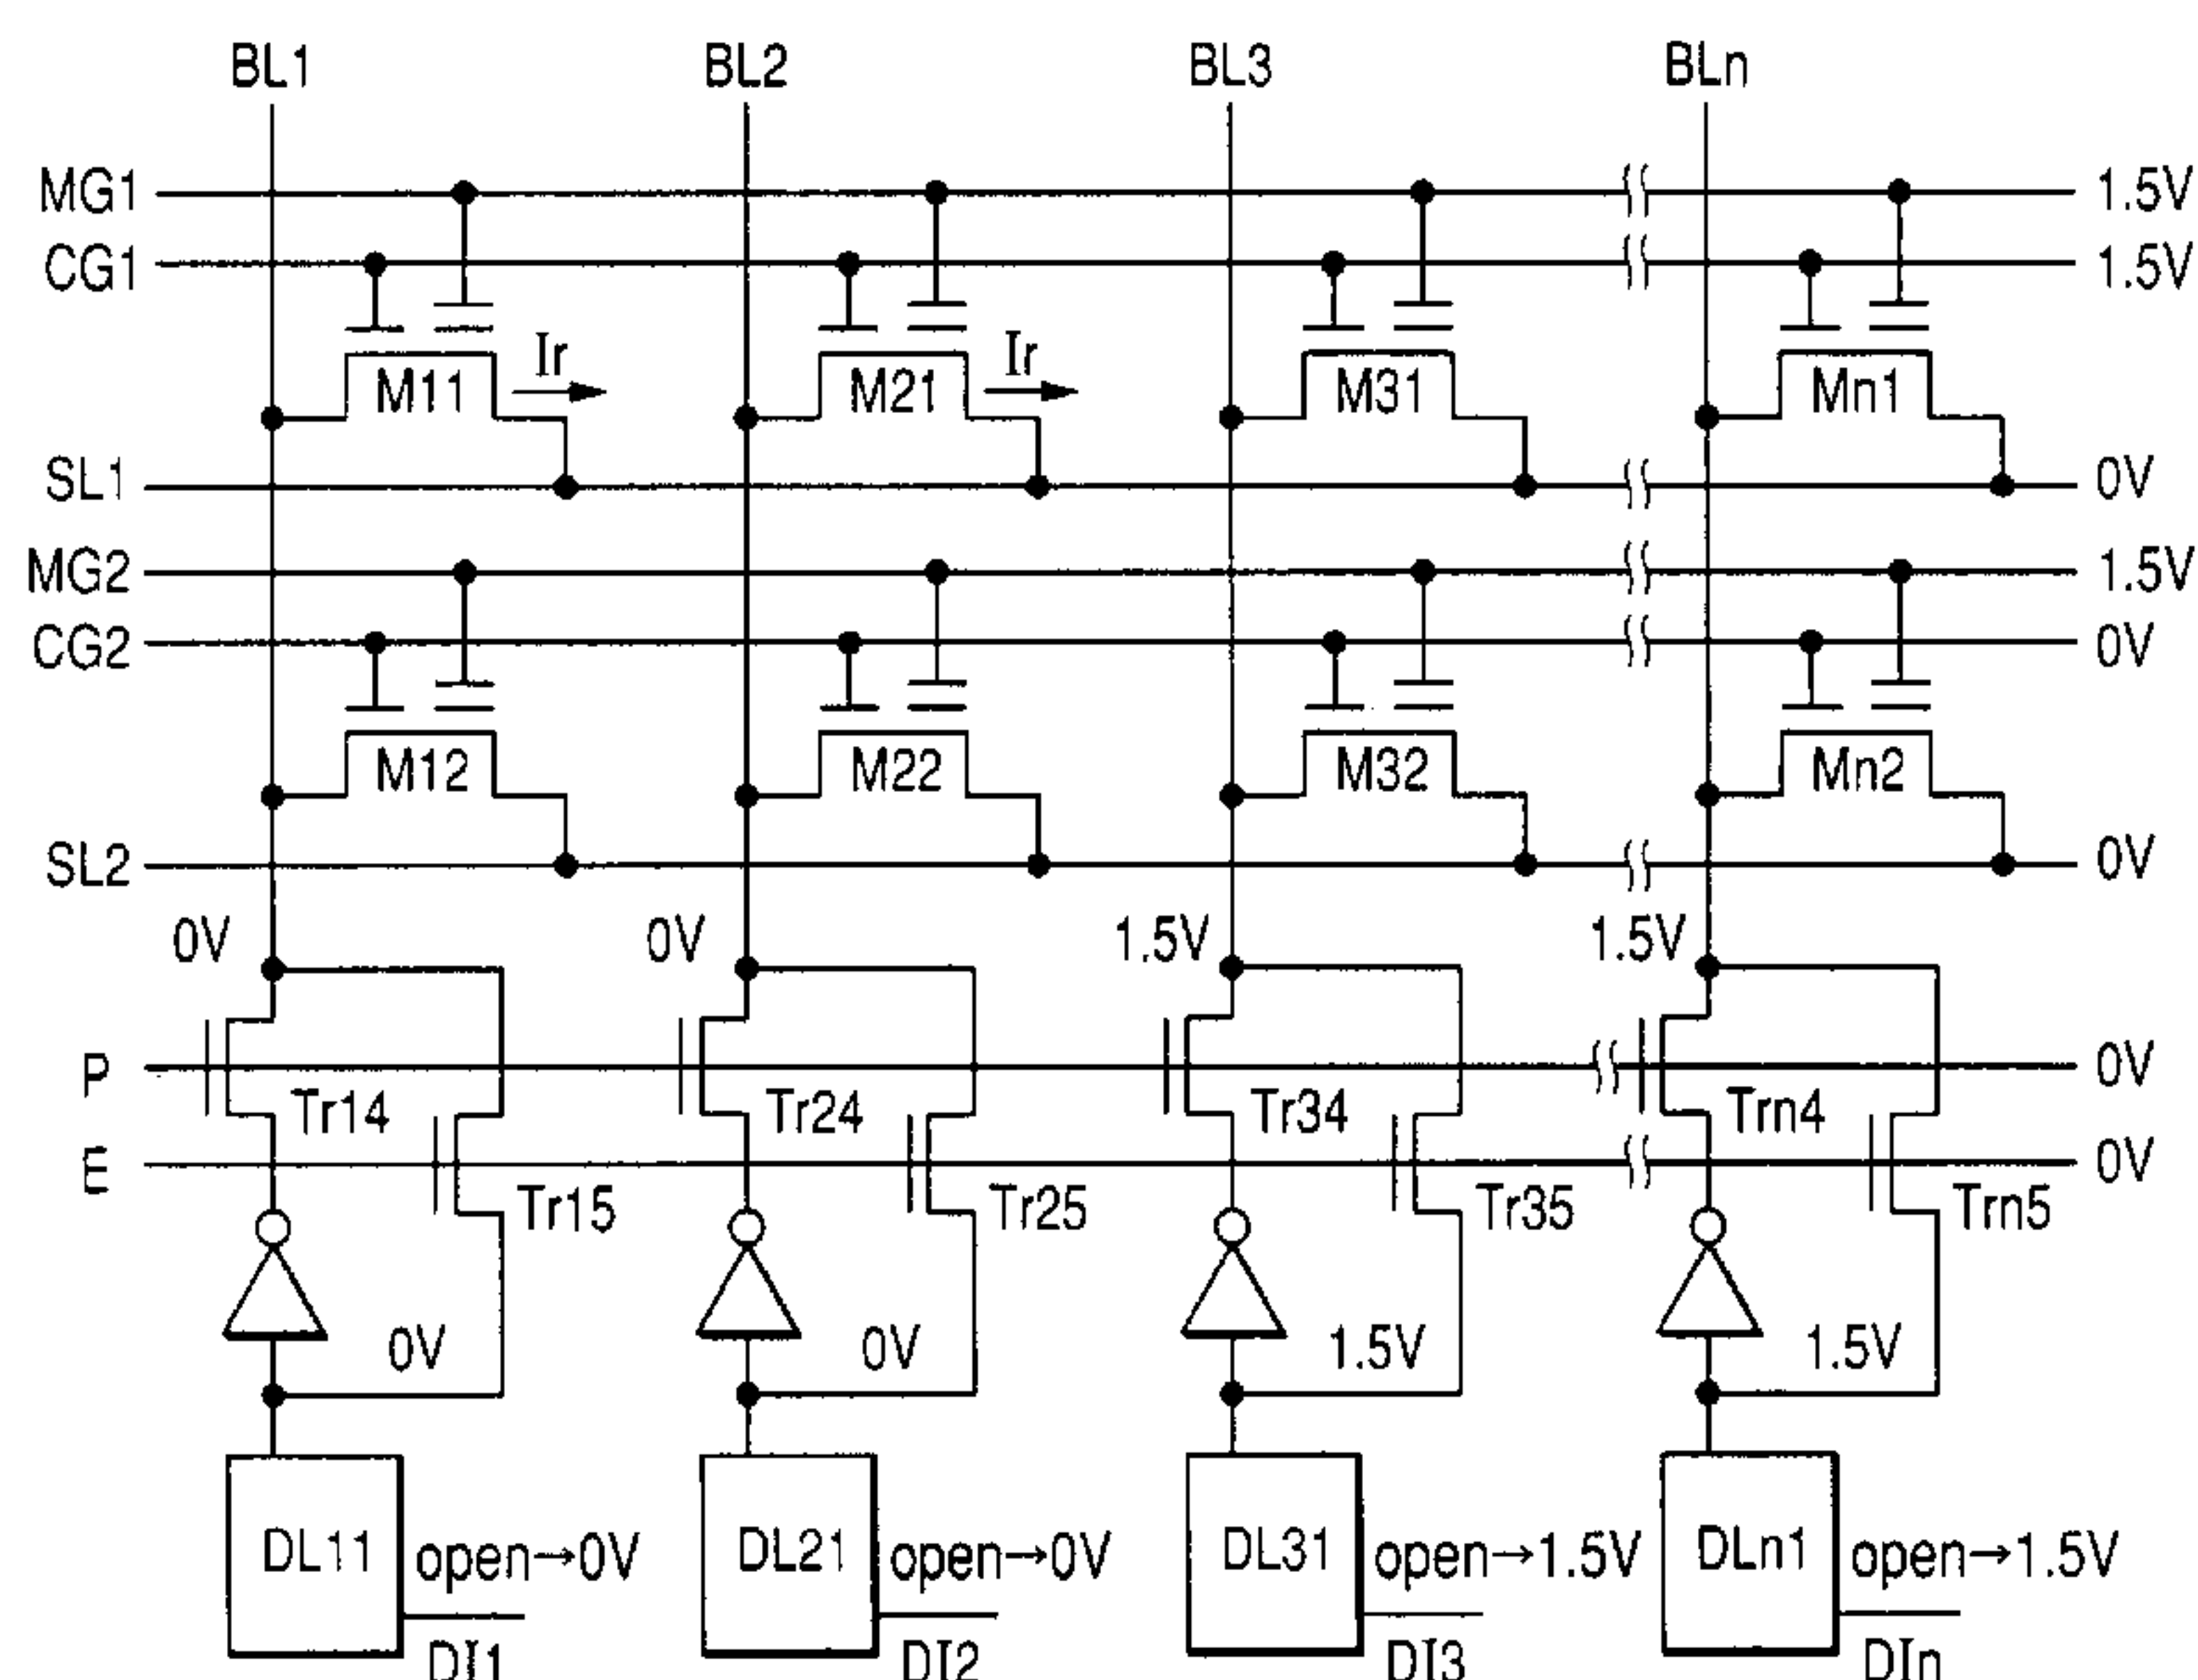 BL1 BL2 BL3 BLn
MG1 1.5V
CG1 1.5V
Ir Ir
M11 M21 M31 Mn1
SL1 0V
MG2 1.5V
CG2 0V
M12 M22 M32 Mn2
SL2 0V
0V 0V 1.5V 1.5V
P 0V
Tr14 Tr24 Tr34 Trn4
E 0V
Tr15 Tr25 Tr35 Trn5
0V 0V 1.5V 1.5V
DL11 open→0V DL21 open→0V DL31 open→1.5V DLn1 open→1.5V
DI1 DI2 DI3 DIn